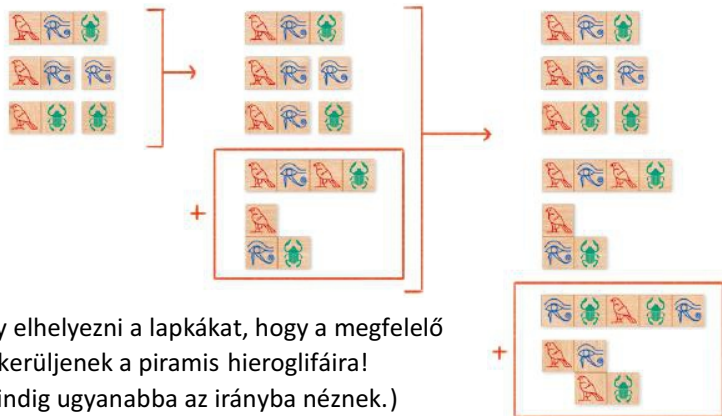 y elhelyezni a lapkákat, hogy a megfelelő
kerüljenek a piramis hieroglifáira!
indig ugyanabba az irányba néznek.)
+
+